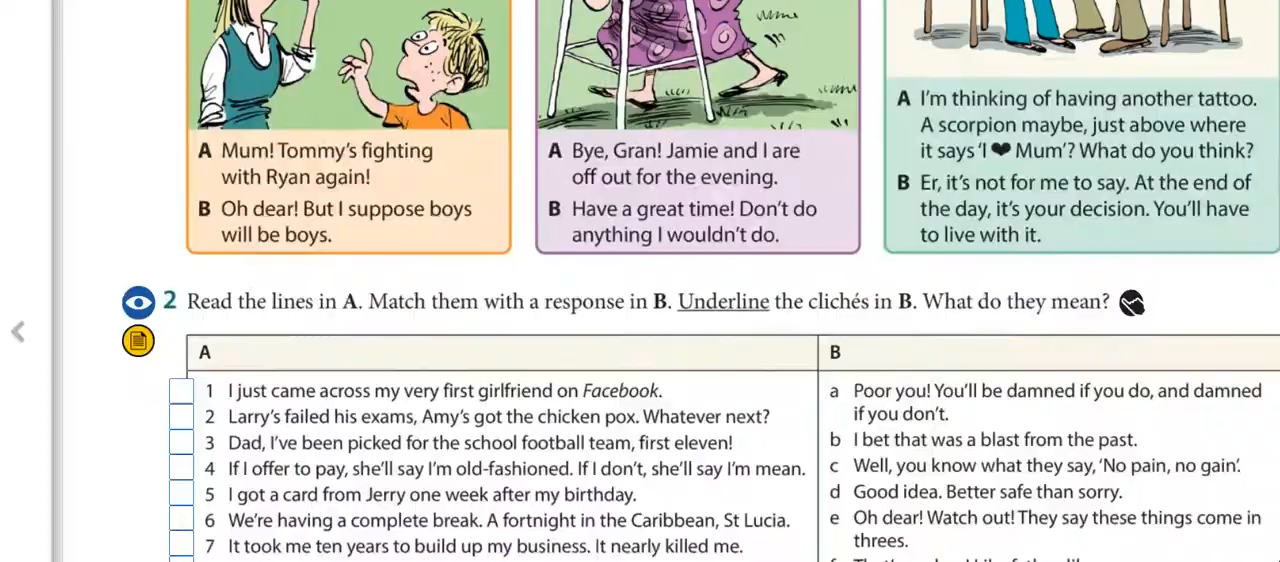 A Mum! Tommy's fighting
with Ryan again!
B Oh dear! But I suppose boys
will be boys.
A Bye, Gran! Jamie and I are
off out for the evening.
B Have a great time! Don't do
anything I wouldn't do.
A I'm thinking of having another tattoo.
A scorpion maybe, just above where
it says 'I ❤ Mum'? What do you think?
B Er, it's not for me to say. At the end of
the day, it's your decision. You'll have
to live with it.
2 Read the lines in A. Match them with a response in B. Underline the clichés in B. What do they mean?
A
1 I just came across my very first girlfriend on Facebook.
2 Larry's failed his exams, Amy's got the chicken pox. Whatever next?
3 Dad, I've been picked for the school football team, first eleven!
4 If I offer to pay, she'll say I'm old-fashioned. If I don't, she'll say I'm mean.
5 I got a card from Jerry one week after my birthday.
6 We're having a complete break. A fortnight in the Caribbean, St Lucia.
7 It took me ten years to build up my business. It nearly killed me.
B
a Poor you! You'll be damned if you do, and damned
if you don't.
b I bet that was a blast from the past.
c Well, you know what they say, 'No pain, no gain'.
d Good idea. Better safe than sorry.
e Oh dear! Watch out! They say these things come in
threes.